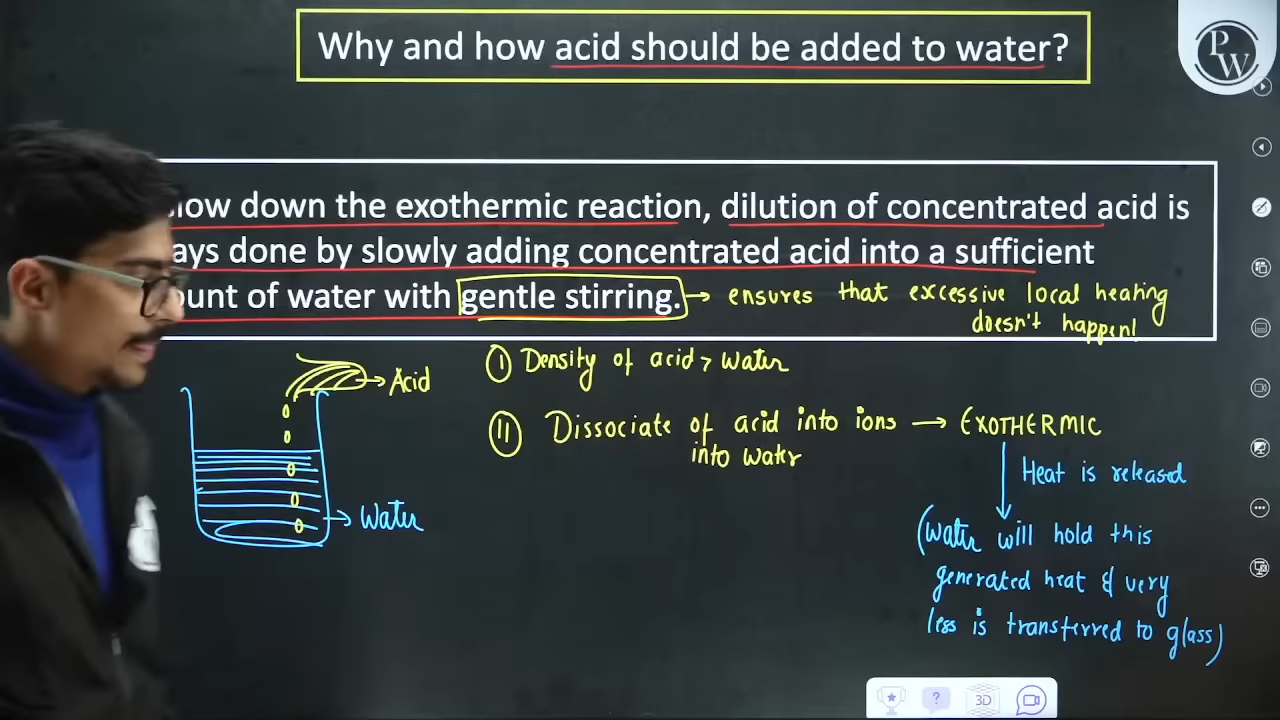 Why and how acid should be added to water?
PW
low down the exothermic reaction, dilution of concentrated acid is
ays done by slowly adding concentrated acid into a sufficient
ount of water with gentle stirring. → ensures that excessive local heating
doesn't happen!
Acid
I Density of acid > water
II Dissociate of acid into ions → EXOTHERMIC
into water
Heat is released
Water
(Water will hold this
generated heat & very
less is transferred to glass)
?
3D